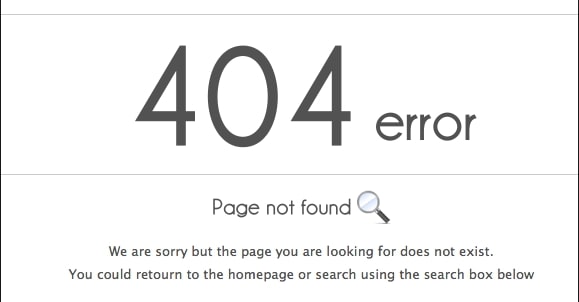 404 error
Page not found
We are sorry but the page you are looking for does not exist.
You could retourn to the homepage or search using the search box below